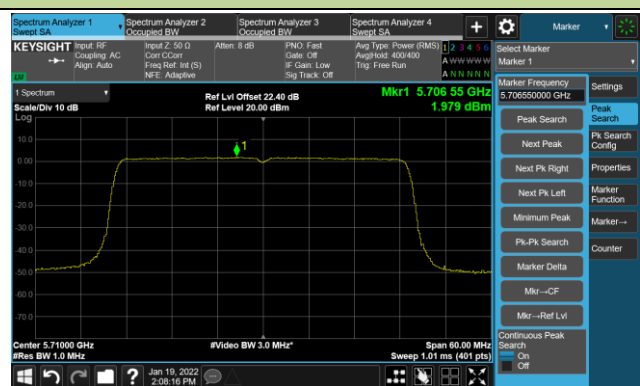 Spectrum Analyzer 1
Swept SA
Spectrum Analyzer 2
Occupied BW
Spectrum Analyzer 3
Occupied BW
Spectrum Analyzer 4
Swept SA
+
Marker
KEYSIGHT
Input: RF
Coupling: AC
Align: Auto
Input Z: 50 Ω
Corr CCorr
Freq Ref: Int (S)
NFE: Adaptive
Atten: 8 dB
PNO: Fast
Gate: Off
IF Gain: Low
Sig Track: Off
Avg Type: Power (RMS)
Avg|Hold: 400/400
Trig: Free Run
1 2 3 4 5 6
A W W W W W
A N N N N N
LXI
Select Marker
Marker 1
1 Spectrum
Scale/Div 10 dB
Log
Ref Lvl Offset 22.40 dB
Ref Level 20.00 dBm
Mkr1 5.706 55 GHz
1.979 dBm
10.0
0.00
-10.0
-20.0
-30.0
-40.0
-50.0
-60.0
-70.0
1
Center 5.71000 GHz
#Res BW 1.0 MHz
#Video BW 3.0 MHz*
Span 60.00 MHz
Sweep 1.01 ms (401 pts)
Marker Frequency
5.706550000 GHz
Peak Search
Next Peak
Next Pk Right
Next Pk Left
Minimum Peak
Pk-Pk Search
Marker Delta
Mkr→CF
Mkr→Ref Lvl
Continuous Peak
Search
On
Off
Settings
Peak
Search
Pk Search
Config
Properties
Marker
Function
Marker→
Counter
?
Jan 19, 2022
2:08:16 PM